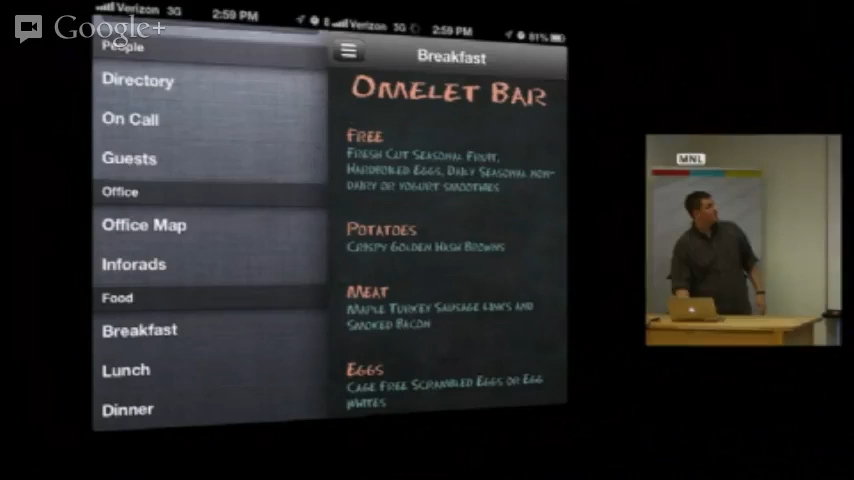 Google+
Verizon 3G 2:59 PM
People
Directory
On Call
Guests
Office
Office Map
Inforads
Food
Breakfast
Lunch
Dinner
Verizon 3G 2:59 PM 81%
Breakfast
OMELET BAR
FREE
FRESH CUT SEASONAL FRUIT,
HARDBOILED EGGS, DAILY SEASONAL NON-
DAIRY OR YOGURT SMOOTHIES
POTATOES
CRISPY GOLDEN HASH BROWNS
MEAT
MAPLE TURKEY SAUSAGE LINKS AND
SMOKED BACON
EGGS
CAGE FREE SCRAMBLED EGGS OR EGG
WHITES
MNL